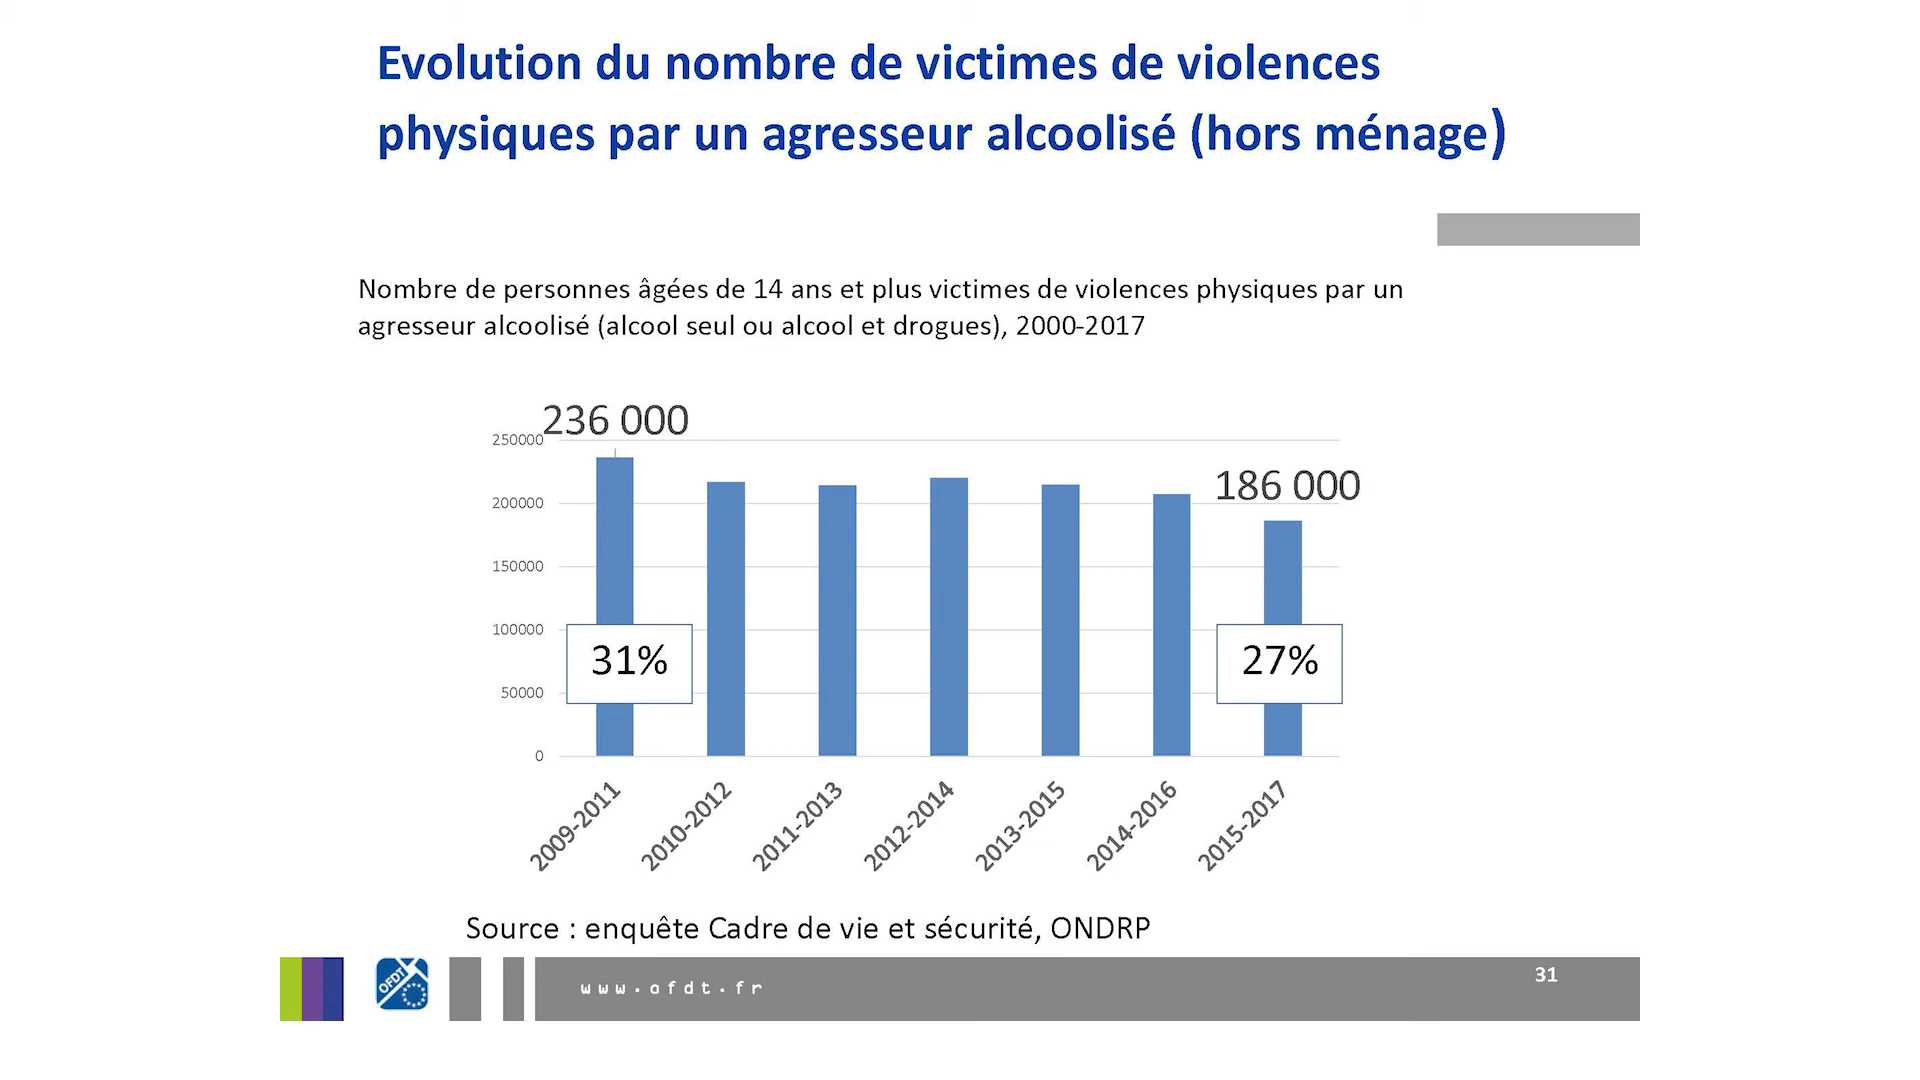 Evolution du nombre de victimes de violences
physiques par un agresseur alcoolisé (hors ménage)
Nombre de personnes âgées de 14 ans et plus victimes de violences physiques par un
agresseur alcoolisé (alcool seul ou alcool et drogues), 2000-2017
236 000
250000
186 000
200000
150000
100000
31%
27%
50000
0
2009-2011
2010-2012
2011-2013
2012-2014
2013-2015
2014-2016
2015-2017
Source : enquête Cadre de vie et sécurité, ONDRP
OFDT
www.ofdt.fr
31